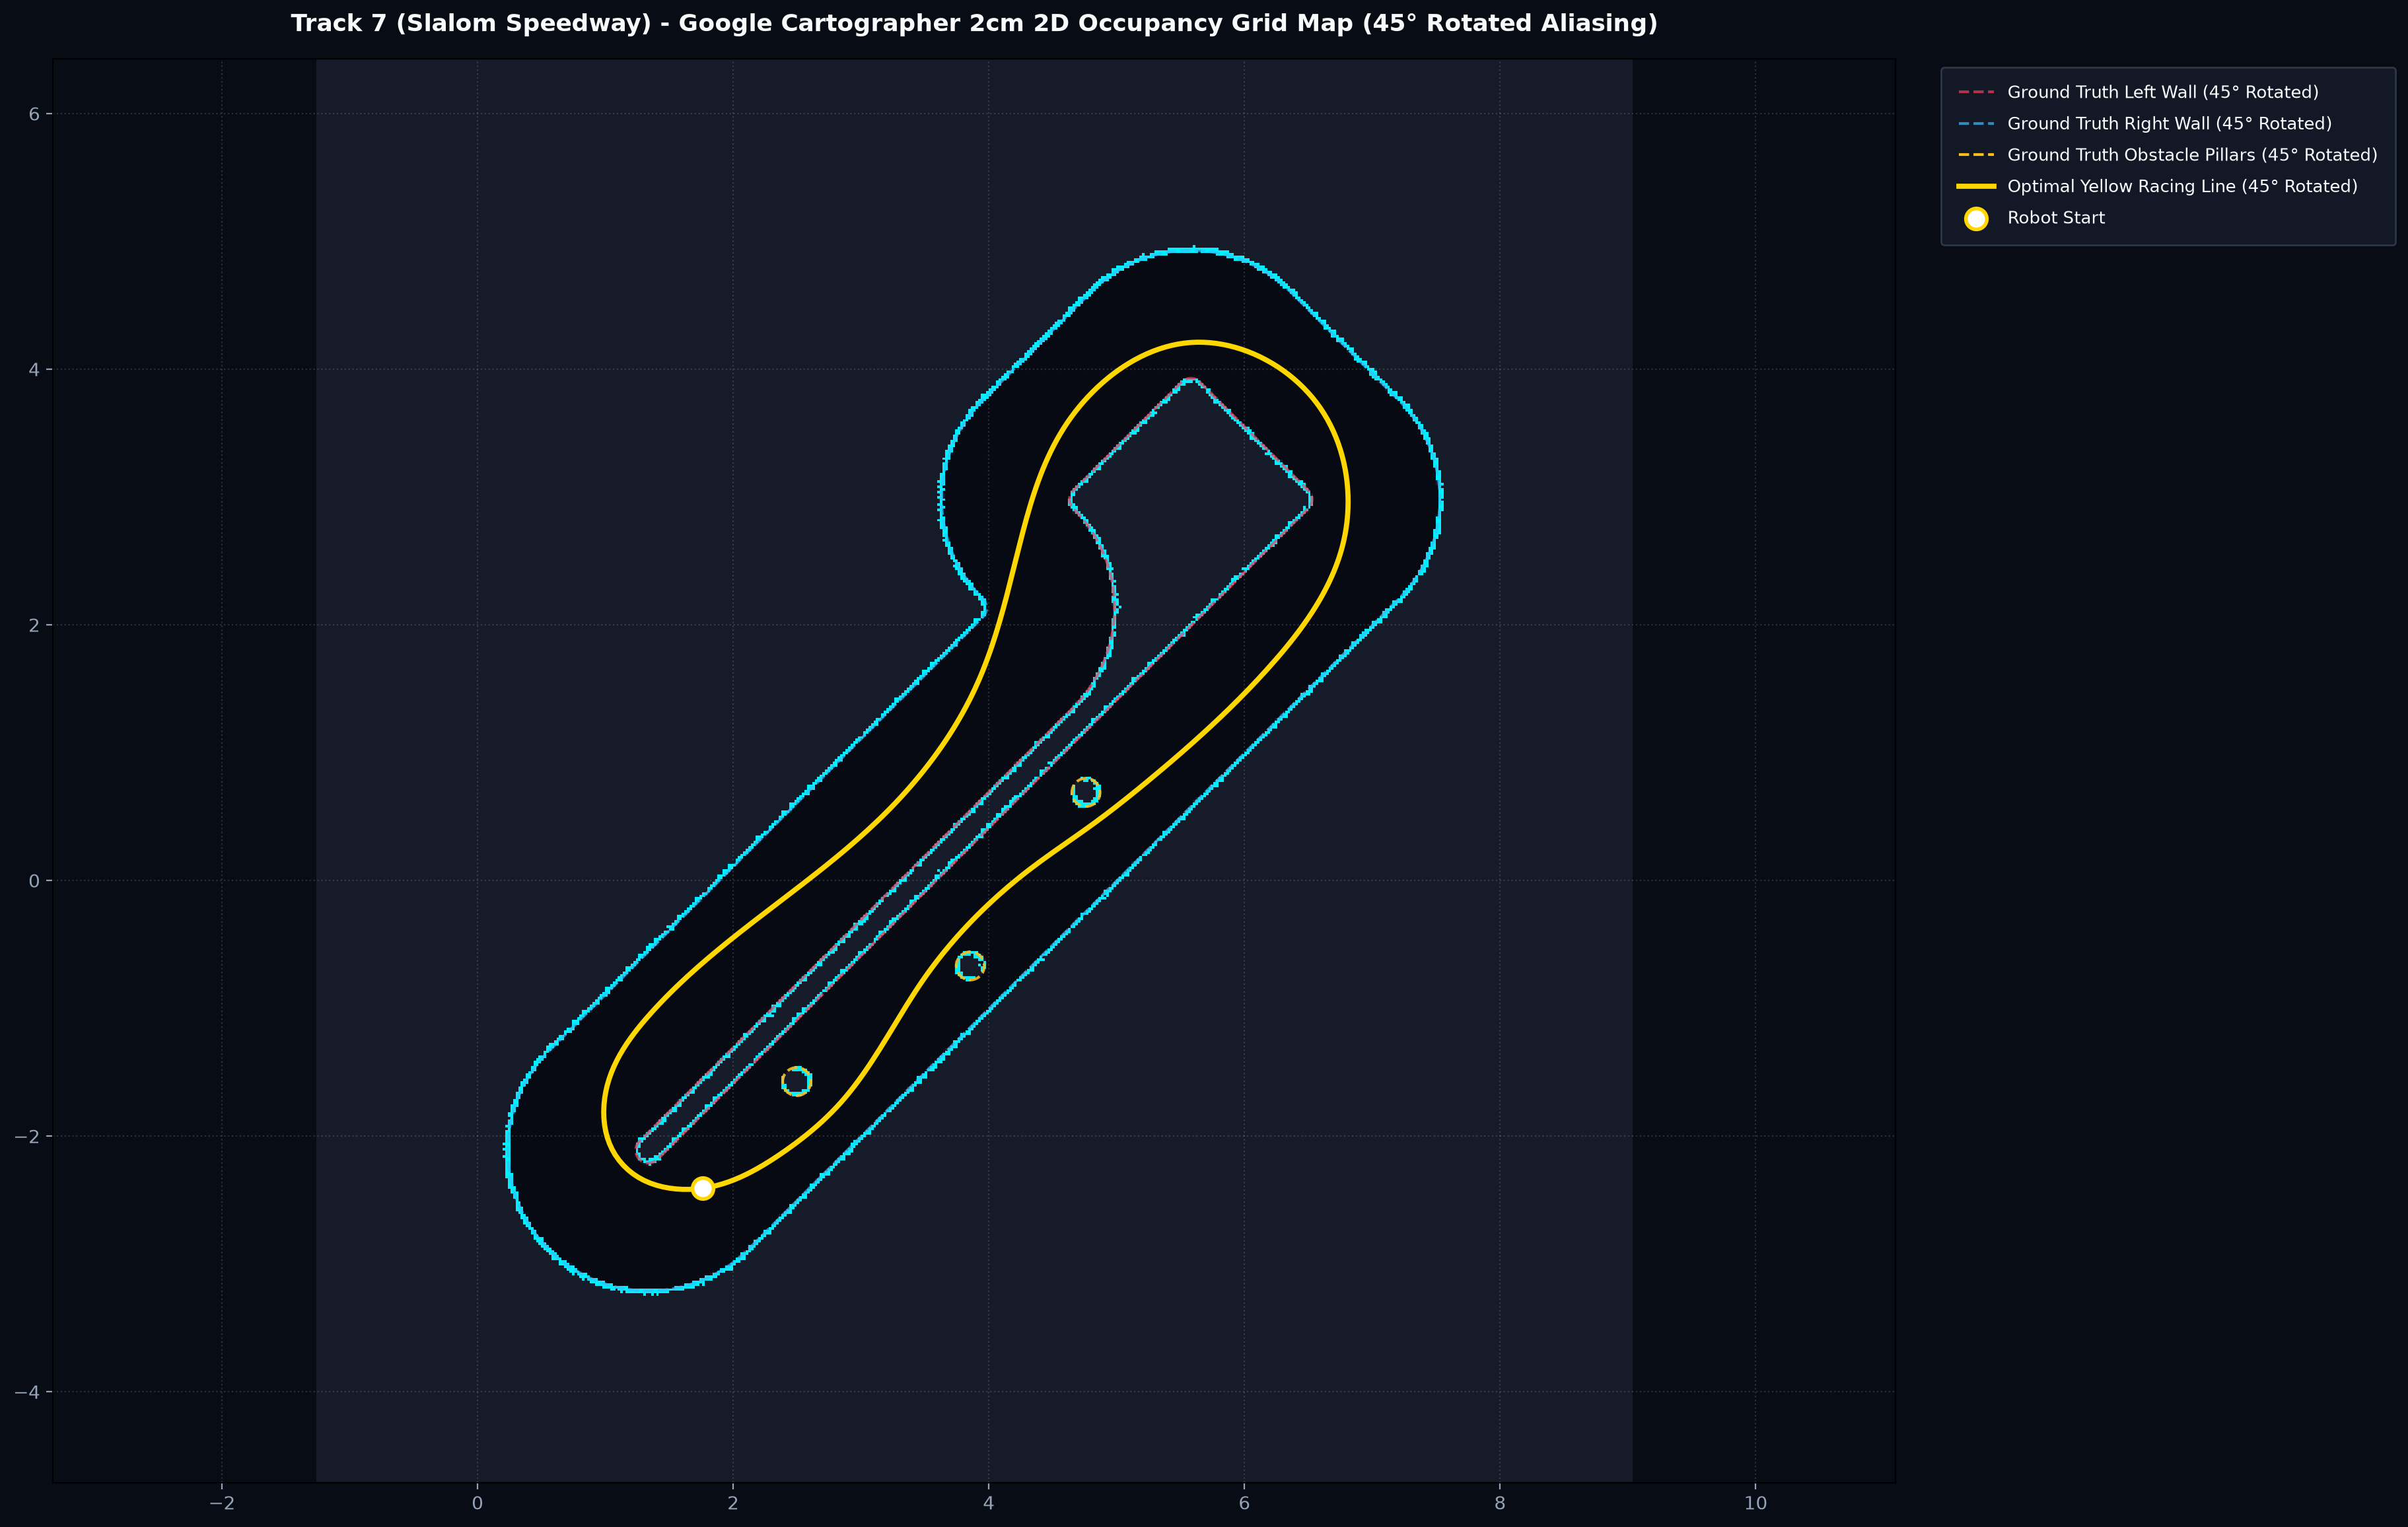 Track 7 (Slalom Speedway) - Google Cartographer 2cm 2D Occupancy Grid Map (45° Rotated Aliasing)
Ground Truth Left Wall (45° Rotated)
Ground Truth Right Wall (45° Rotated)
Ground Truth Obstacle Pillars (45° Rotated)
Optimal Yellow Racing Line (45° Rotated)
Robot Start
6
4
2
0
−2
−4
−2 0 2 4 6 8 10